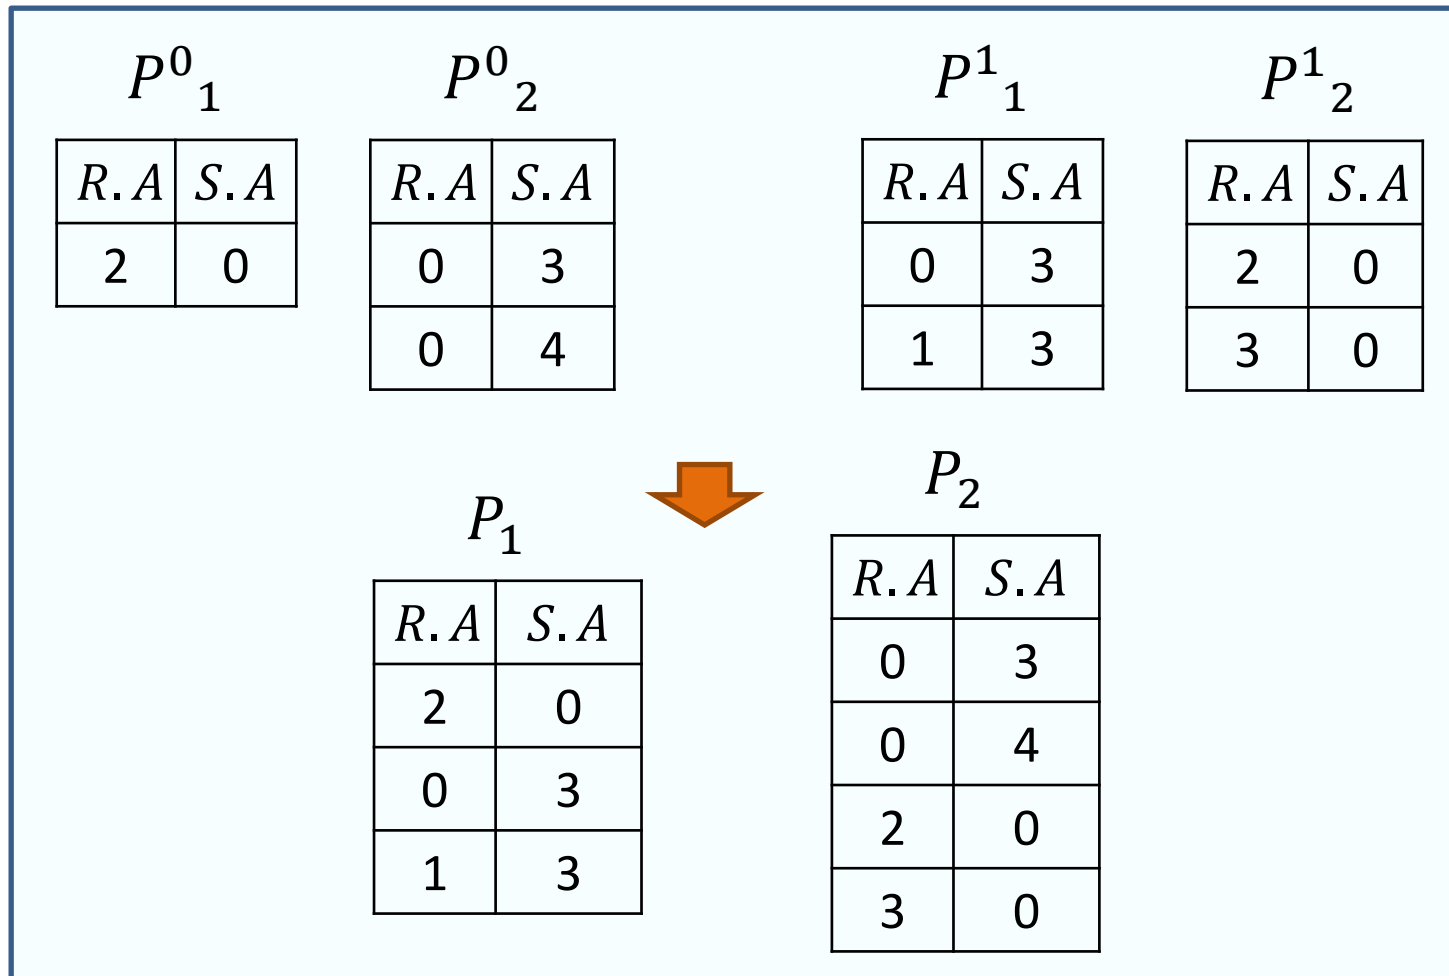 P⁰₁ P⁰₂ P¹₁ P¹₂
R.A S.A R.A S.A R.A S.A R.A S.A
2 0 0 3 0 3 2 0
0 4 1 3 3 0
P₁ P₂
R.A S.A
R.A S.A
0 3
2 0
0 4
0 3
2 0
1 3
3 0